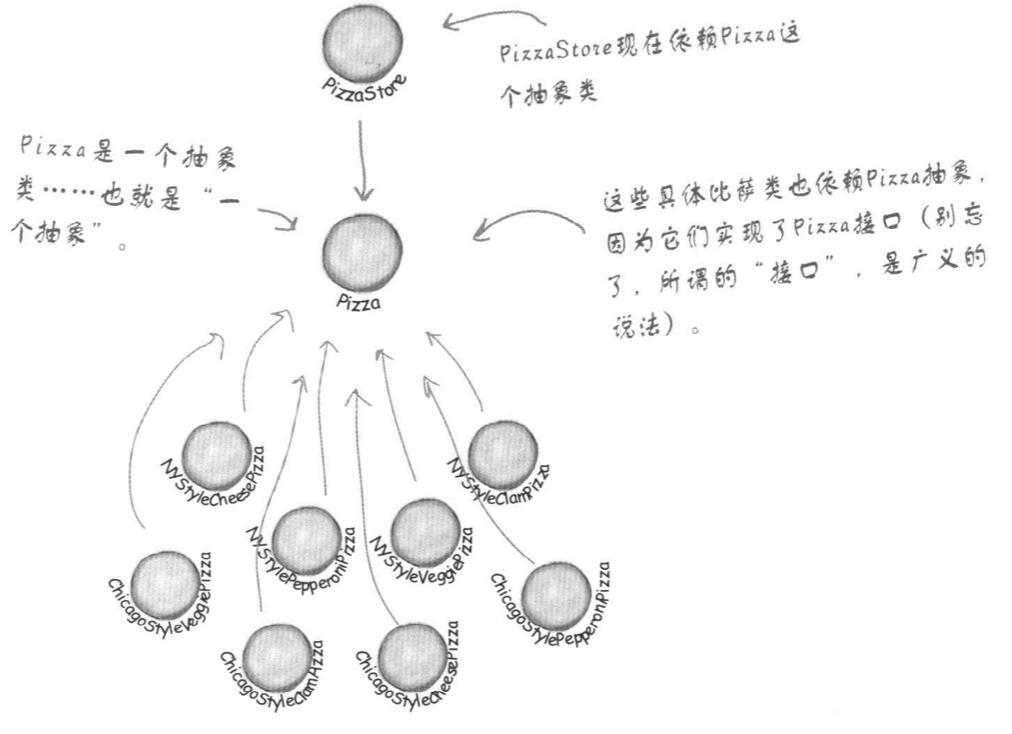 PizzaStore
PizzaStore现在依赖Pizza这
个抽象类
Pizza是一个抽象
类……也就是“一
个抽象”。
Pizza
这些具体比萨类也依赖Pizza抽象，
因为它们实现了Pizza接口（别忘
了，所谓的“接口”，是广义的
说法）。
NYStyleCheesePizza
NYStyleClamPizza
NYStylePepperoniPizza
NYStyleVeggiePizza
ChicagoStyleVeggiePizza
ChicagoStylePepperoniPizza
ChicagoStyleClamPizza
ChicagoStyleCheesePizza